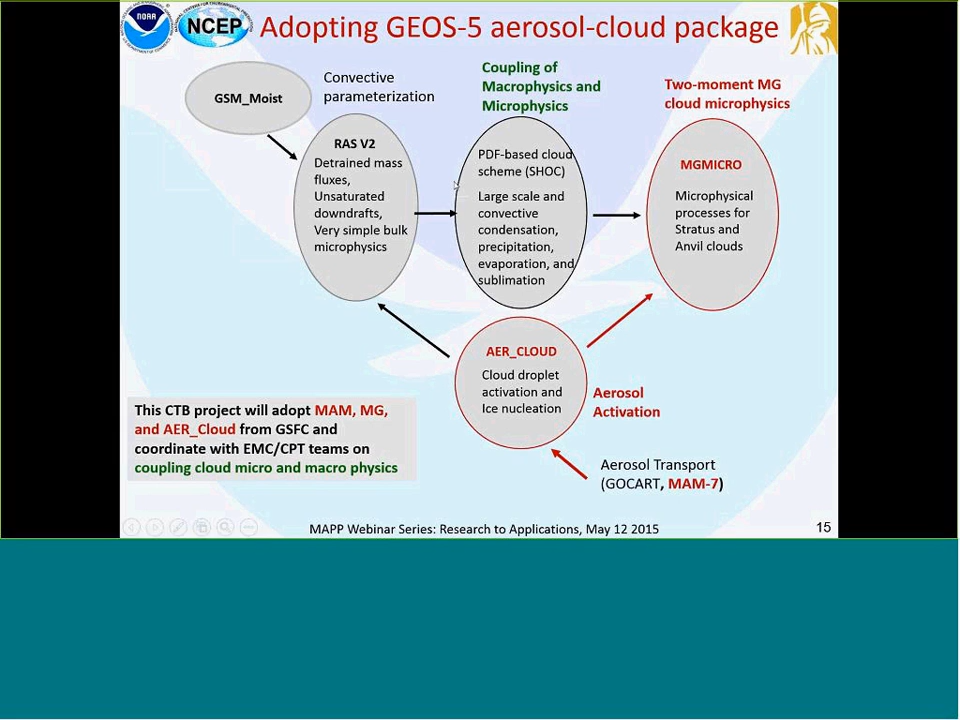 NOAA
NCEP
Adopting GEOS-5 aerosol-cloud package
GSM_Moist
Convective
parameterization
Coupling of
Macrophysics and
Microphysics
Two-moment MG
cloud microphysics
RAS V2
Detrained mass
fluxes,
Unsaturated
downdrafts,
Very simple bulk
microphysics
PDF-based cloud
scheme (SHOC)
Large scale and
convective
condensation,
precipitation,
evaporation, and
sublimation
MGMICRO
Microphysical
processes for
Stratus and
Anvil clouds
AER_CLOUD
Cloud droplet
activation and
Ice nucleation
Aerosol
Activation
This CTB project will adopt MAM, MG,
and AER_Cloud from GSFC and
coordinate with EMC/CPT teams on
coupling cloud micro and macro physics
Aerosol Transport
(GOCART, MAM-7)
MAPP Webinar Series: Research to Applications, May 12 2015
15